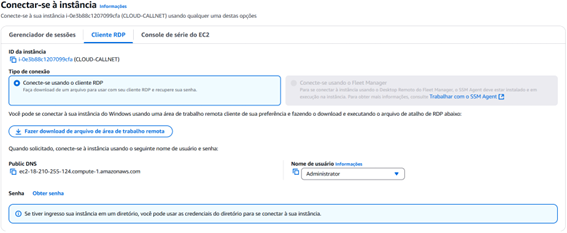 Conectar-se à instância Informações
Conecte-se à sua instância i-0e3b88c1207099cfa (CLOUD-CALLNET) usando qualquer uma destas opções
Gerenciador de sessões Cliente RDP Console de série do EC2
ID da instância
i-0e3b88c1207099cfa (CLOUD-CALLNET)
Tipo de conexão
Conecte-se usando o cliente RDP
Faça download de um arquivo para usar com seu cliente RDP e recupere sua senha.
Conecte-se usando o Fleet Manager
Para se conectar à instância usando o Desktop Remoto do Fleet Manager, o SSM Agent deve estar instalado e em execução na instância. Para obter mais informações, consulte Trabalhar com o SSM Agent
Você pode se conectar à sua instância do Windows usando uma área de trabalho remota cliente de sua preferência e fazendo o download e executando o arquivo de atalho de RDP abaixo:
Fazer download de arquivo de área de trabalho remota
Quando solicitado, conecte-se à instância usando o seguinte nome de usuário e senha:
Public DNS
ec2-18-210-255-124.compute-1.amazonaws.com
Nome de usuário Informações
Administrator
Senha Obter senha
Se tiver ingresso sua instância em um diretório, você pode usar as credenciais do diretório para se conectar à sua instância.